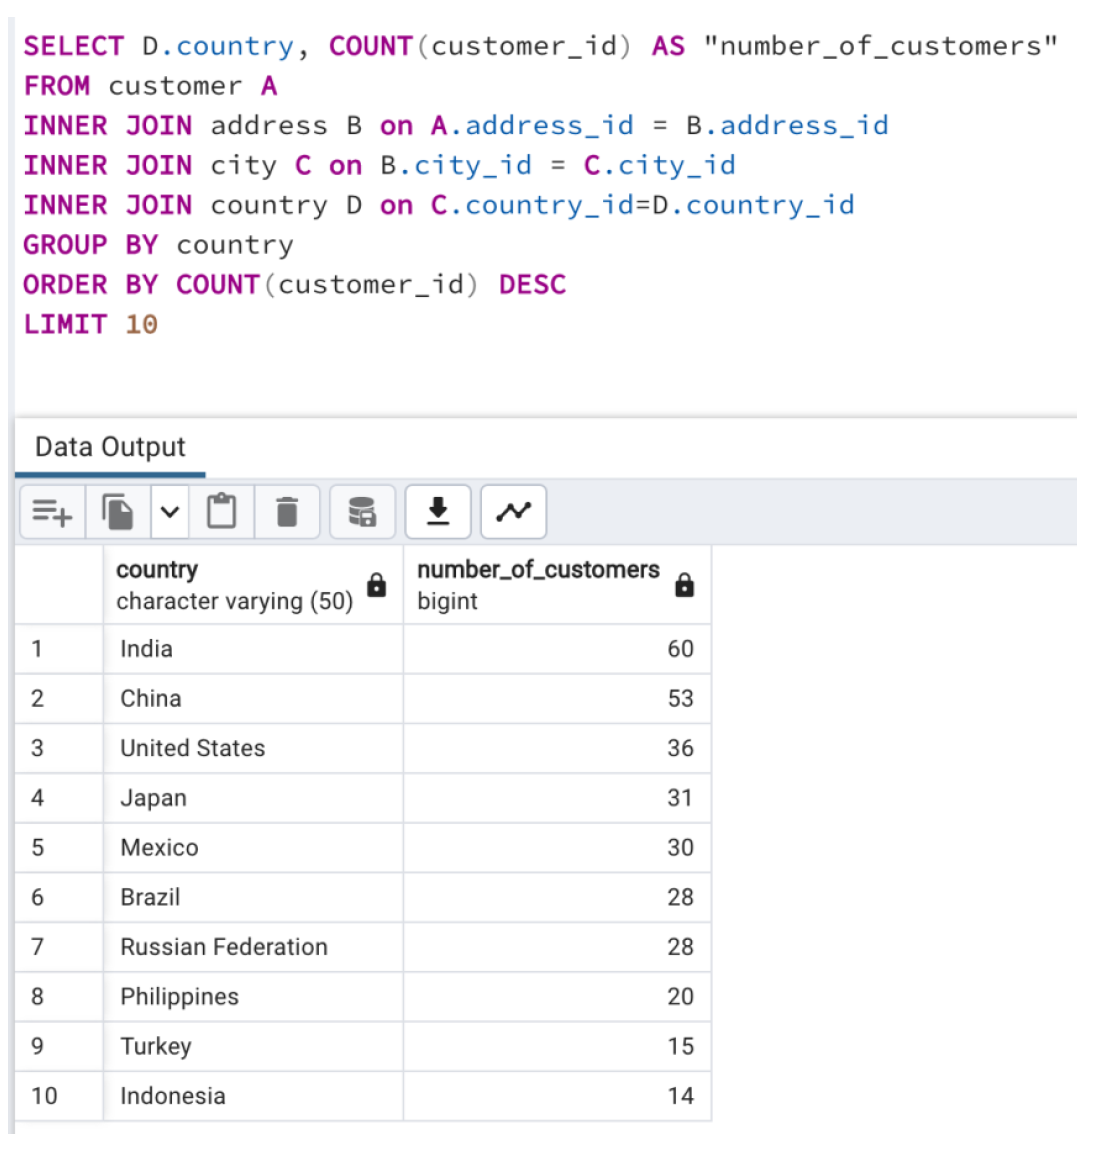 SELECT D.country, COUNT(customer_id) AS "number_of_customers"
FROM customer A
INNER JOIN address B on A.address_id = B.address_id
INNER JOIN city C on B.city_id = C.city_id
INNER JOIN country D on C.country_id=D.country_id
GROUP BY country
ORDER BY COUNT(customer_id) DESC
LIMIT 10
Data Output
country number_of_customers
character varying (50) bigint
1 India 60
2 China 53
3 United States 36
4 Japan 31
5 Mexico 30
6 Brazil 28
7 Russian Federation 28
8 Philippines 20
9 Turkey 15
10 Indonesia 14